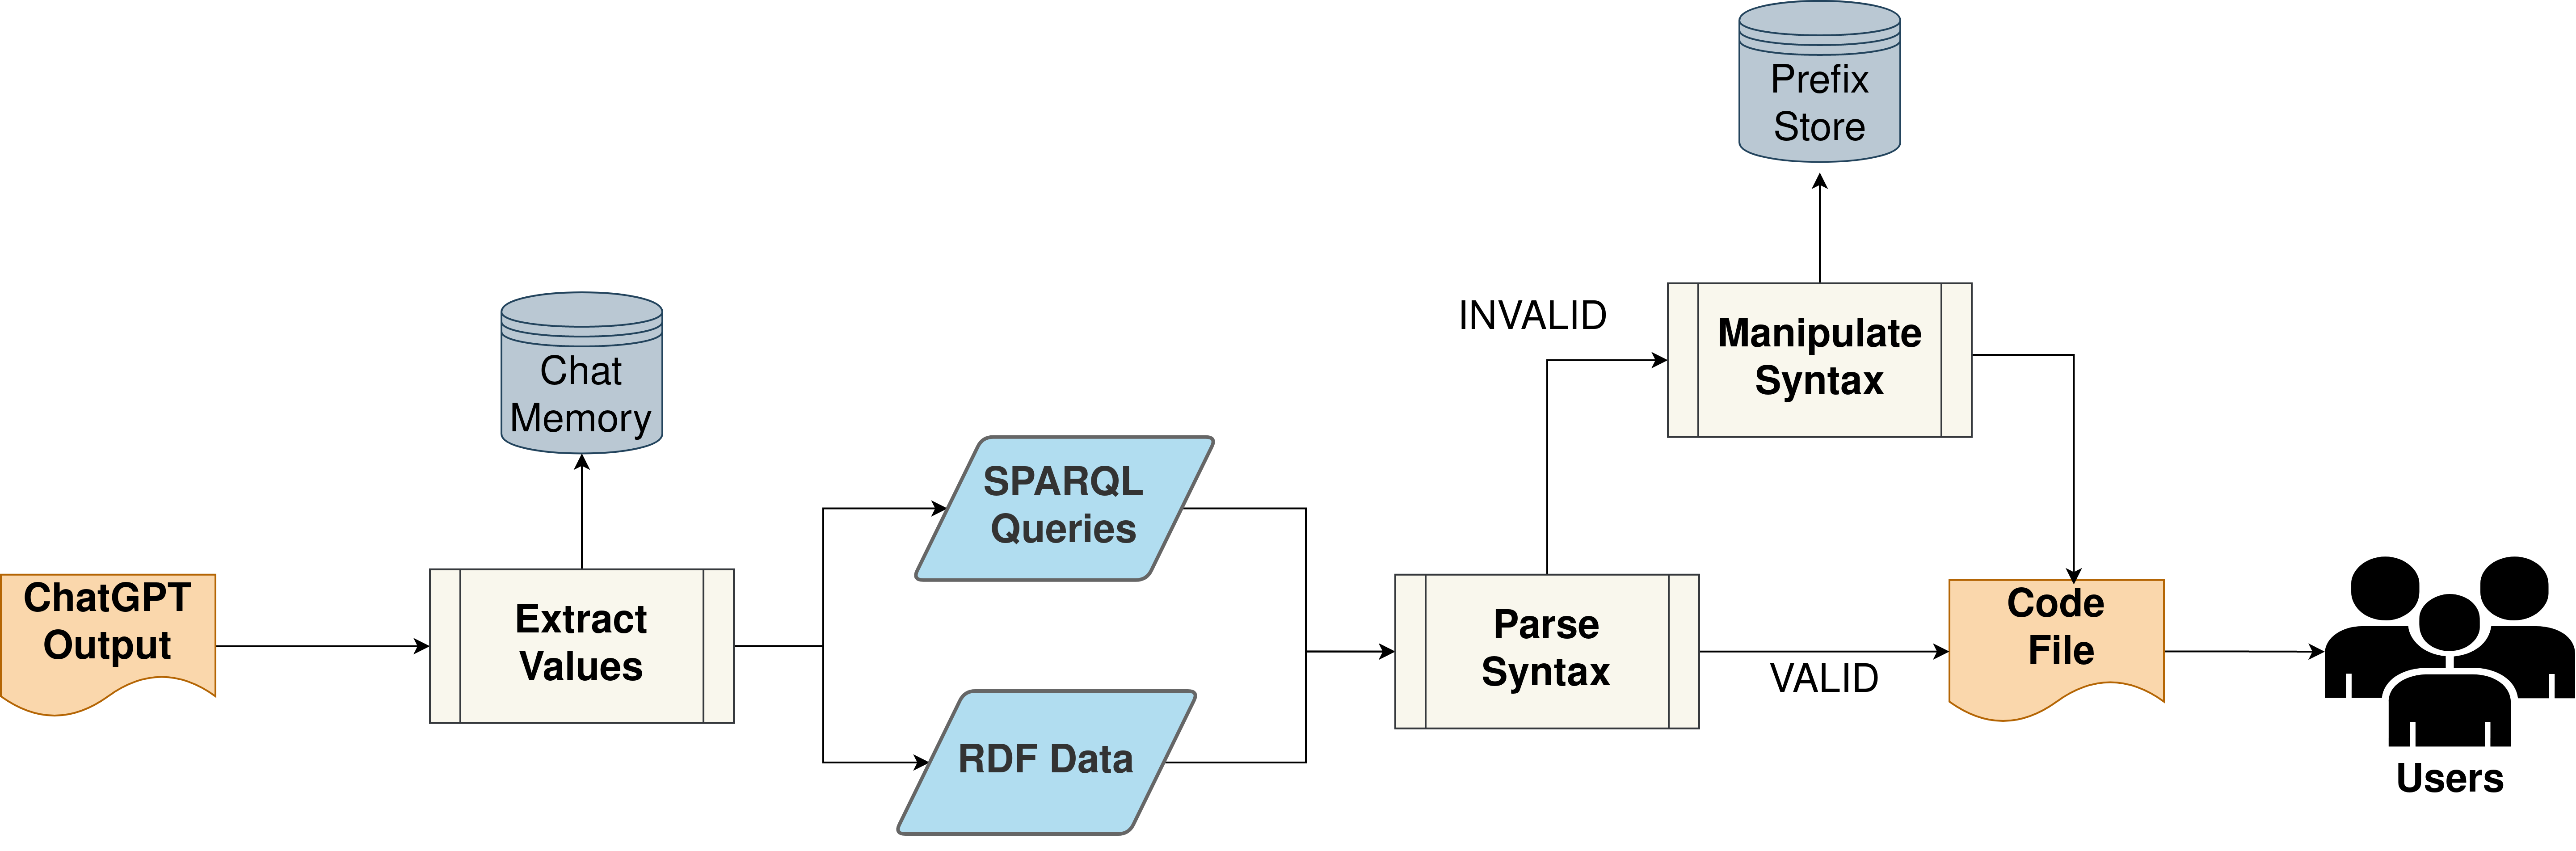 Prefix
Store
INVALID
Manipulate
Syntax
Chat
Memory
SPARQL
Queries
ChatGPT
Output
Extract
Values
Parse
Syntax
VALID
Code
File
RDF Data
Users